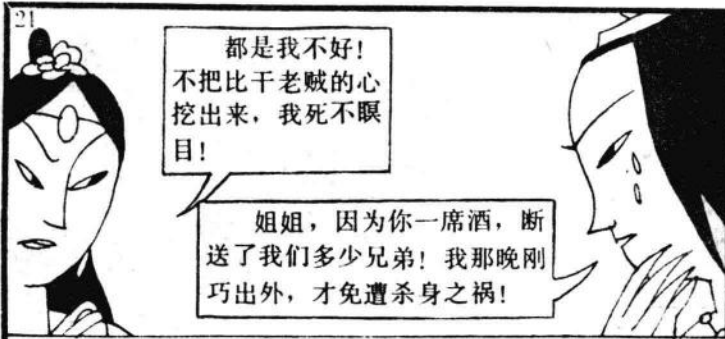 21
都是我不好！
不把比干老贼的心
挖出来，我死不瞑
目！
姐姐，因为你一席酒，断
送了我们多少兄弟！我那晚刚
巧出外，才免遭杀身之祸！